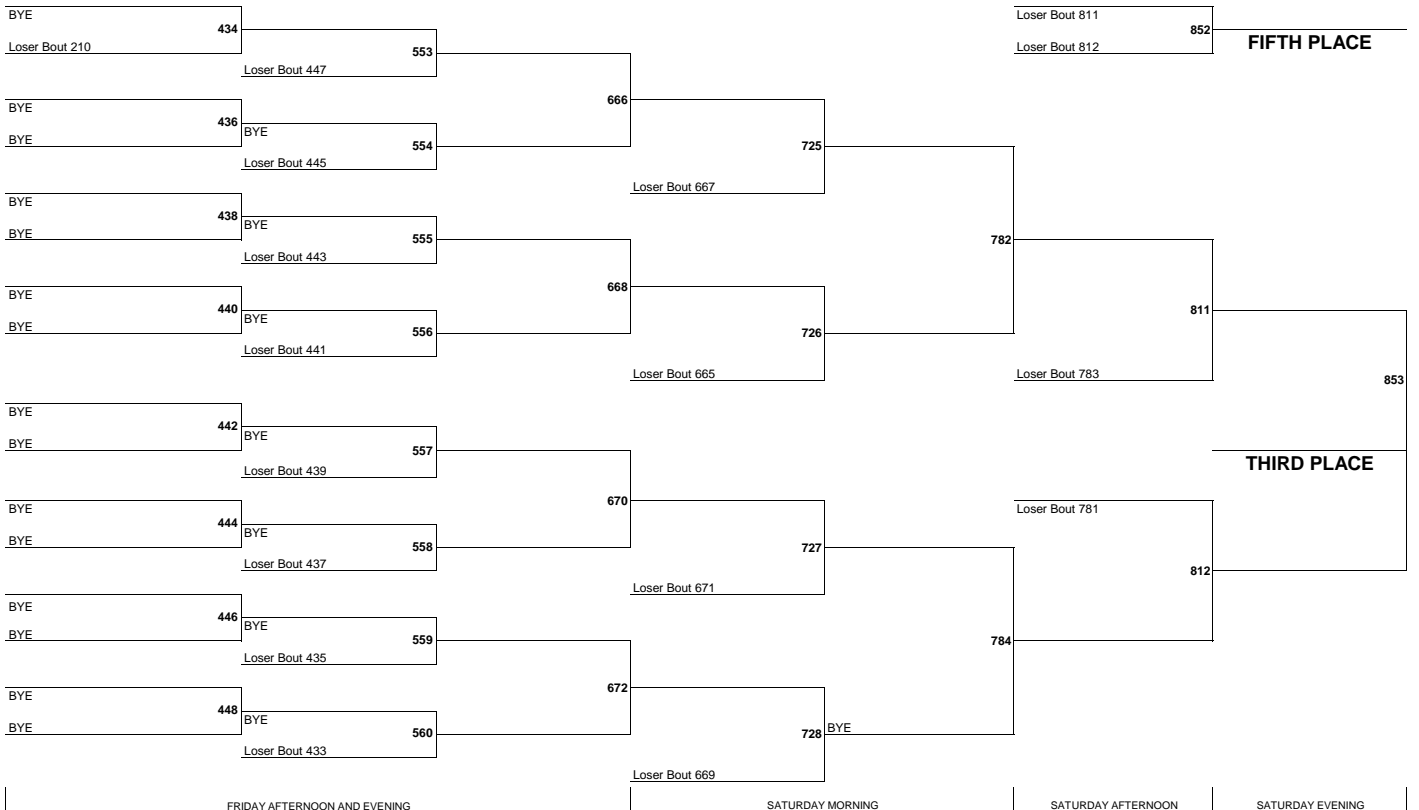 BYE
Loser Bout 811
434
852
Loser Bout 210
Loser Bout 812
FIFTH PLACE
553
Loser Bout 447
666
BYE
436
BYE
BYE
554
725
Loser Bout 445
Loser Bout 667
BYE
438
BYE
BYE
555
782
Loser Bout 443
668
BYE
440
BYE
BYE
811
556
726
Loser Bout 441
Loser Bout 665
Loser Bout 783
853
BYE
442
BYE
BYE
557
THIRD PLACE
Loser Bout 439
670
BYE
Loser Bout 781
444
BYE
BYE
558
727
Loser Bout 437
812
Loser Bout 671
BYE
446
BYE
BYE
559
784
Loser Bout 435
672
BYE
448
BYE
BYE
560
728
BYE
Loser Bout 433
Loser Bout 669
FRIDAY AFTERNOON AND EVENING
SATURDAY MORNING
SATURDAY AFTERNOON
SATURDAY EVENING